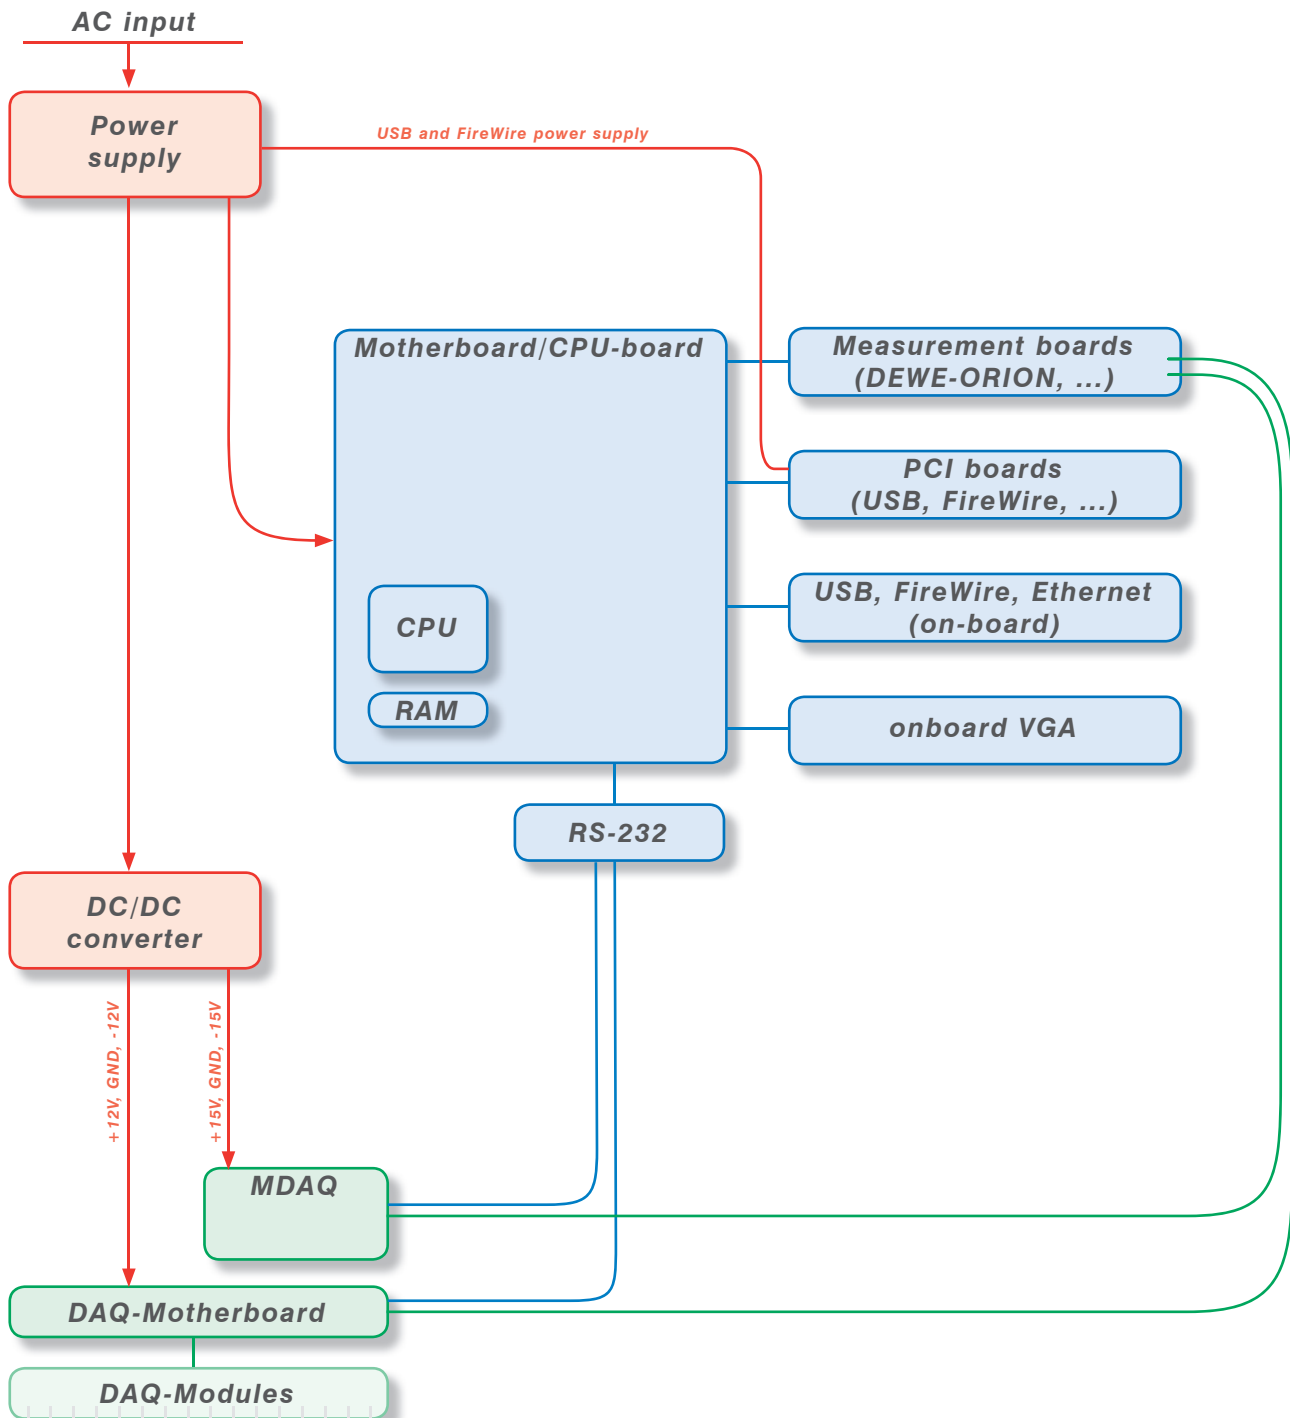 AC input
Power
supply
USB and FireWire power supply
Motherboard/CPU-board
Measurement boards
(DEWE-ORION, ...)
PCI boards
(USB, FireWire, ...)
USB, FireWire, Ethernet
(on-board)
CPU
RAM
onboard VGA
RS-232
DC/DC
converter
+12V, GND, -12V
+15V, GND, -15V
MDAQ
DAQ-Motherboard
DAQ-Modules